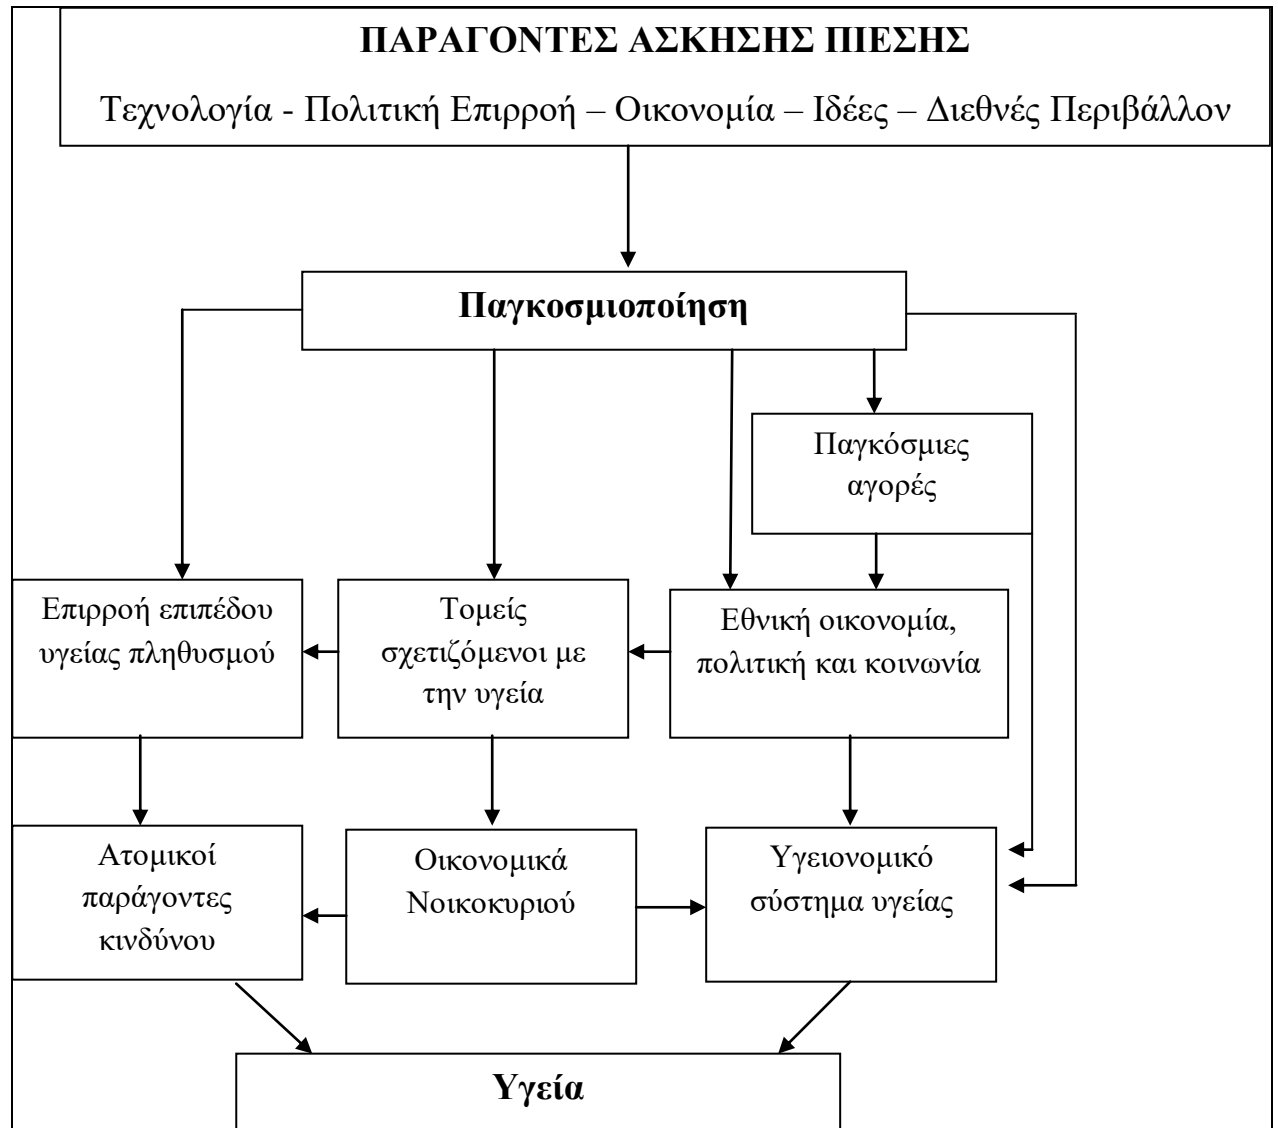 ΠΑΡΑΓΟΝΤΕΣ ΑΣΚΗΣΗΣ ΠΙΕΣΗΣ
Τεχνολογία - Πολιτική Επιρροή – Οικονομία – Ιδέες – Διεθνές Περιβάλλον
Παγκοσμιοποίηση
Παγκόσμιες
αγορές
Επιρροή επιπέδου
υγείας πληθυσμού
Τομείς
σχετιζόμενοι με
την υγεία
Εθνική οικονομία,
πολιτική και κοινωνία
Ατομικοί
παράγοντες
κινδύνου
Οικονομικά
Νοικοκυριού
Υγειονομικό
σύστημα υγείας
Υγεία